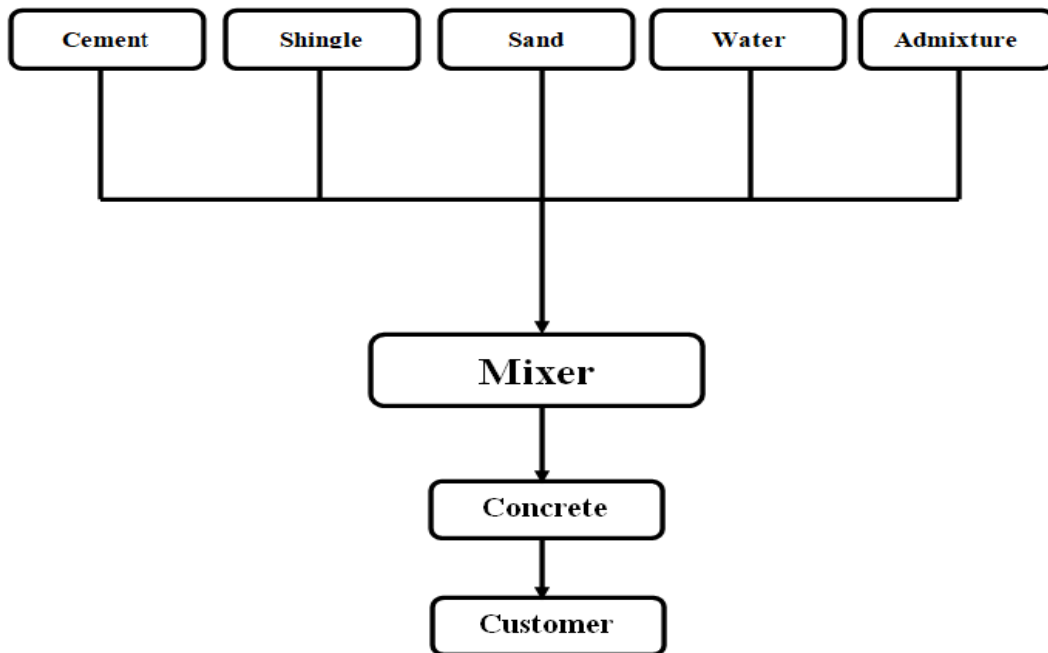 Cement
Shingle
Sand
Water
Admixture
Mixer
Concrete
Customer